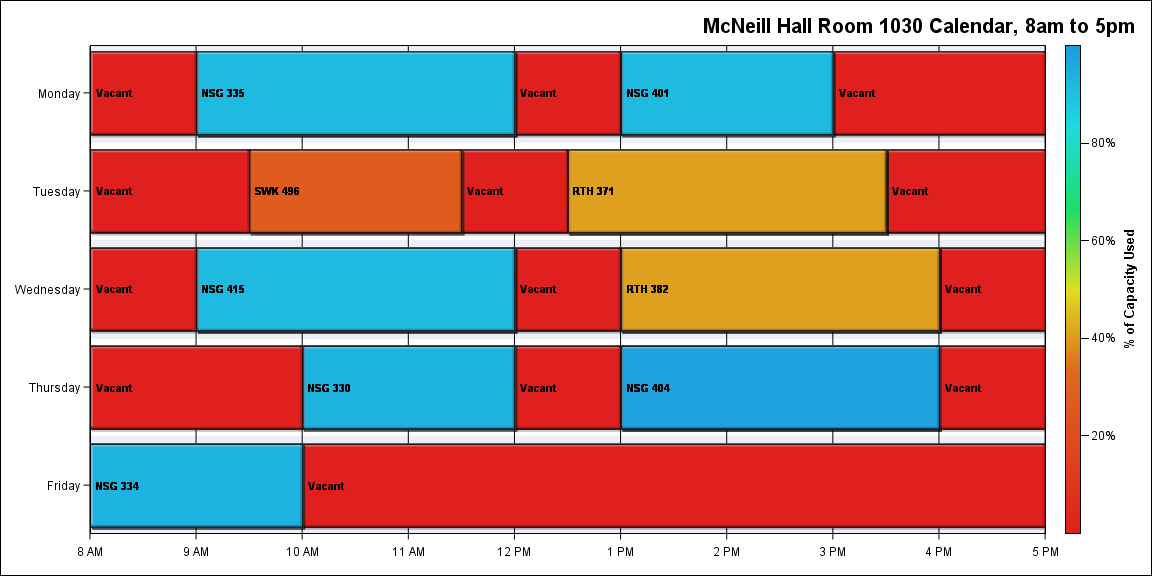 McNeill Hall Room 1030 Calendar, 8am to 5pm
Monday
Vacant
NSG 335
Vacant
NSG 401
Vacant
Tuesday
Vacant
SWK 496
Vacant
RTH 371
Vacant
Wednesday
Vacant
NSG 415
Vacant
RTH 382
Vacant
Thursday
Vacant
NSG 330
Vacant
NSG 404
Vacant
Friday
NSG 334
Vacant
8 AM
9 AM
10 AM
11 AM
12 PM
1 PM
2 PM
3 PM
4 PM
5 PM
80%
60%
40%
20%
% of Capacity Used